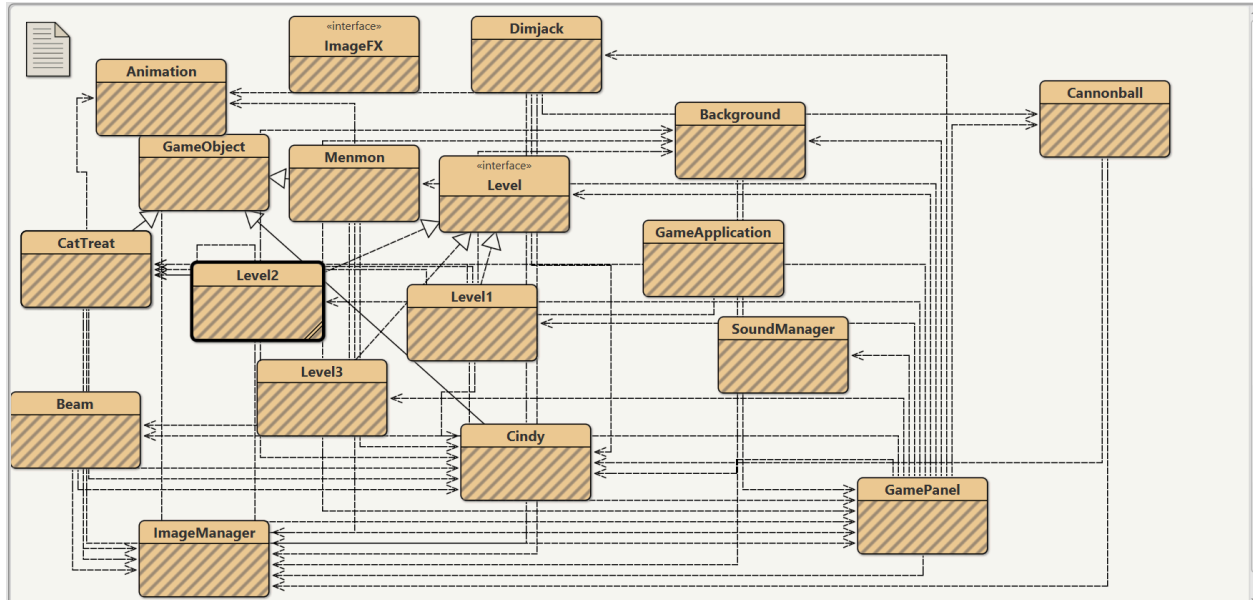 «interface»
ImageFX
Dimjack
Animation
Cannonball
Background
GameObject
Menmon
«interface»
Level
GameApplication
CatTreat
Level2
Level1
SoundManager
Level3
Beam
Cindy
GamePanel
ImageManager